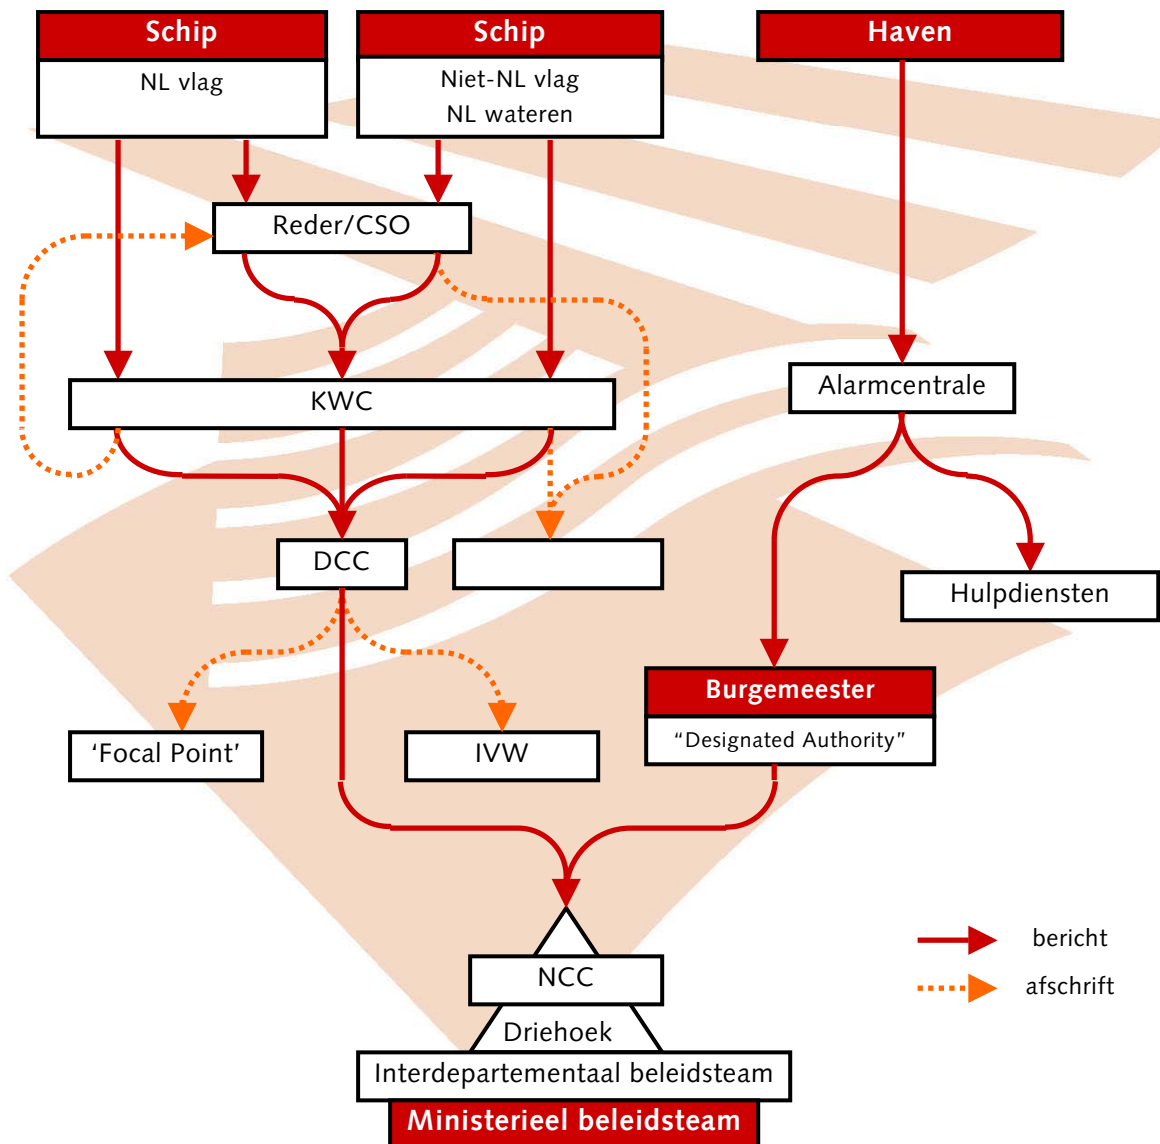 Schip
NL vlag
Schip
Niet-NL vlag
NL wateren
Haven
Reder/CSO
KWC
Alarmcentrale
DCC
Hulpdiensten
Burgemeester
“Designated Authority”
‘Focal Point’
IVW
bericht
afschrift
NCC
Driehoek
Interdepartementaal beleidsteam
Ministerieel beleidsteam